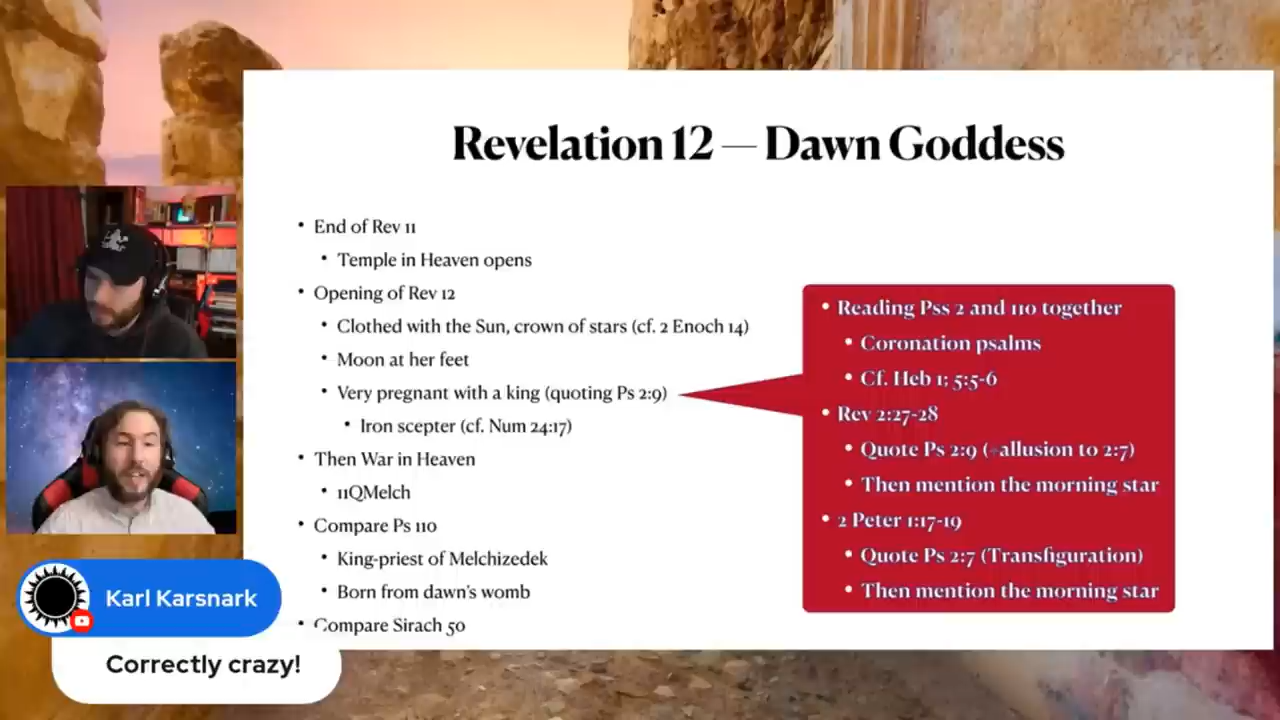 Revelation 12 — Dawn Goddess
• End of Rev 11
• Temple in Heaven opens
• Opening of Rev 12
• Clothed with the Sun, crown of stars (cf. 2 Enoch 14)
• Moon at her feet
• Very pregnant with a king (quoting Ps 2:9)
• Iron scepter (cf. Num 24:17)
• Then War in Heaven
• 11QMelch
• Compare Ps 110
• King-priest of Melchizedek
• Born from dawn's womb
• Compare Sirach 50
• Reading Pss 2 and 110 together
• Coronation psalms
• Cf. Heb 1; 5:5-6
• Rev 2:27-28
• Quote Ps 2:9 (+allusion to 2:7)
• Then mention the morning star
• 2 Peter 1:17-19
• Quote Ps 2:7 (Transfiguration)
• Then mention the morning star
Karl Karsnark
Correctly crazy!